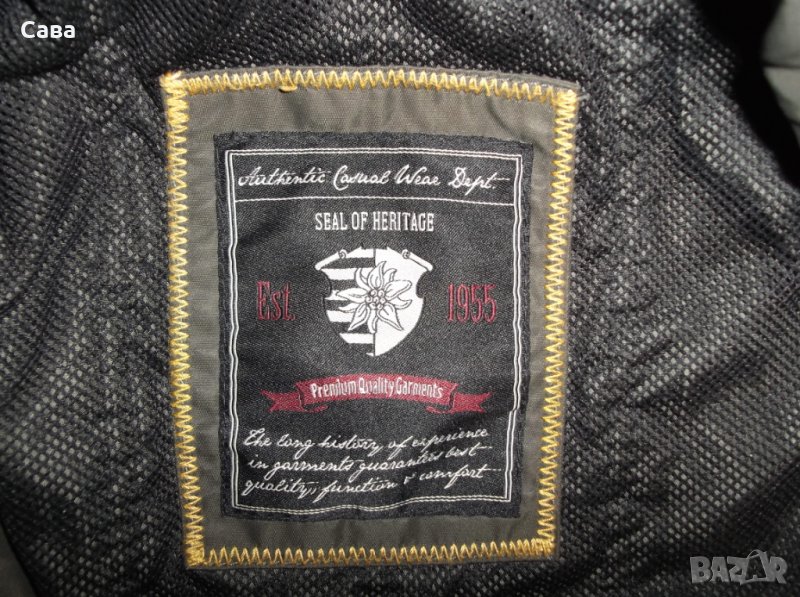 Сава
Authentic Casual Wear Dept.
SEAL OF HERITAGE
Est. 1955
Premium Quality Garments
The long history of experience
in garments guarantees best
quality, function & comfort
BAZAR